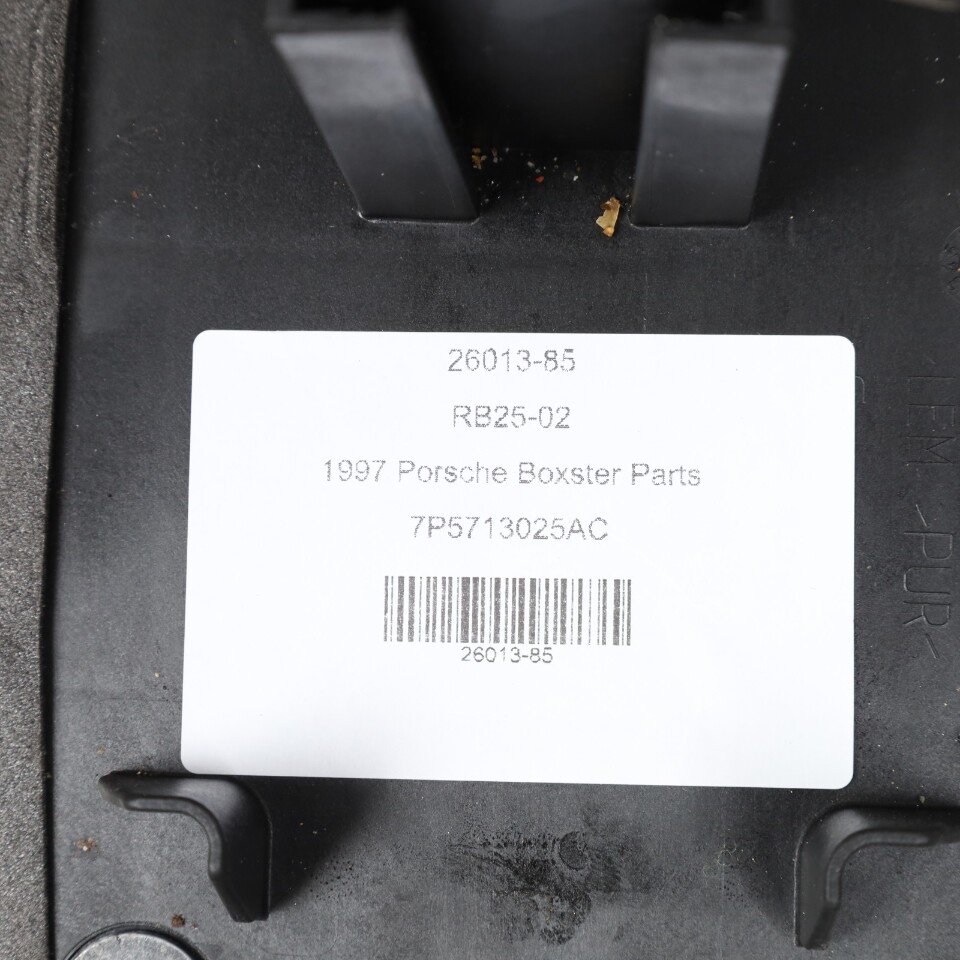 26013-85
RB25-02
1997 Porsche Boxster Parts
7P5713025AC
26013-85
>PUR<